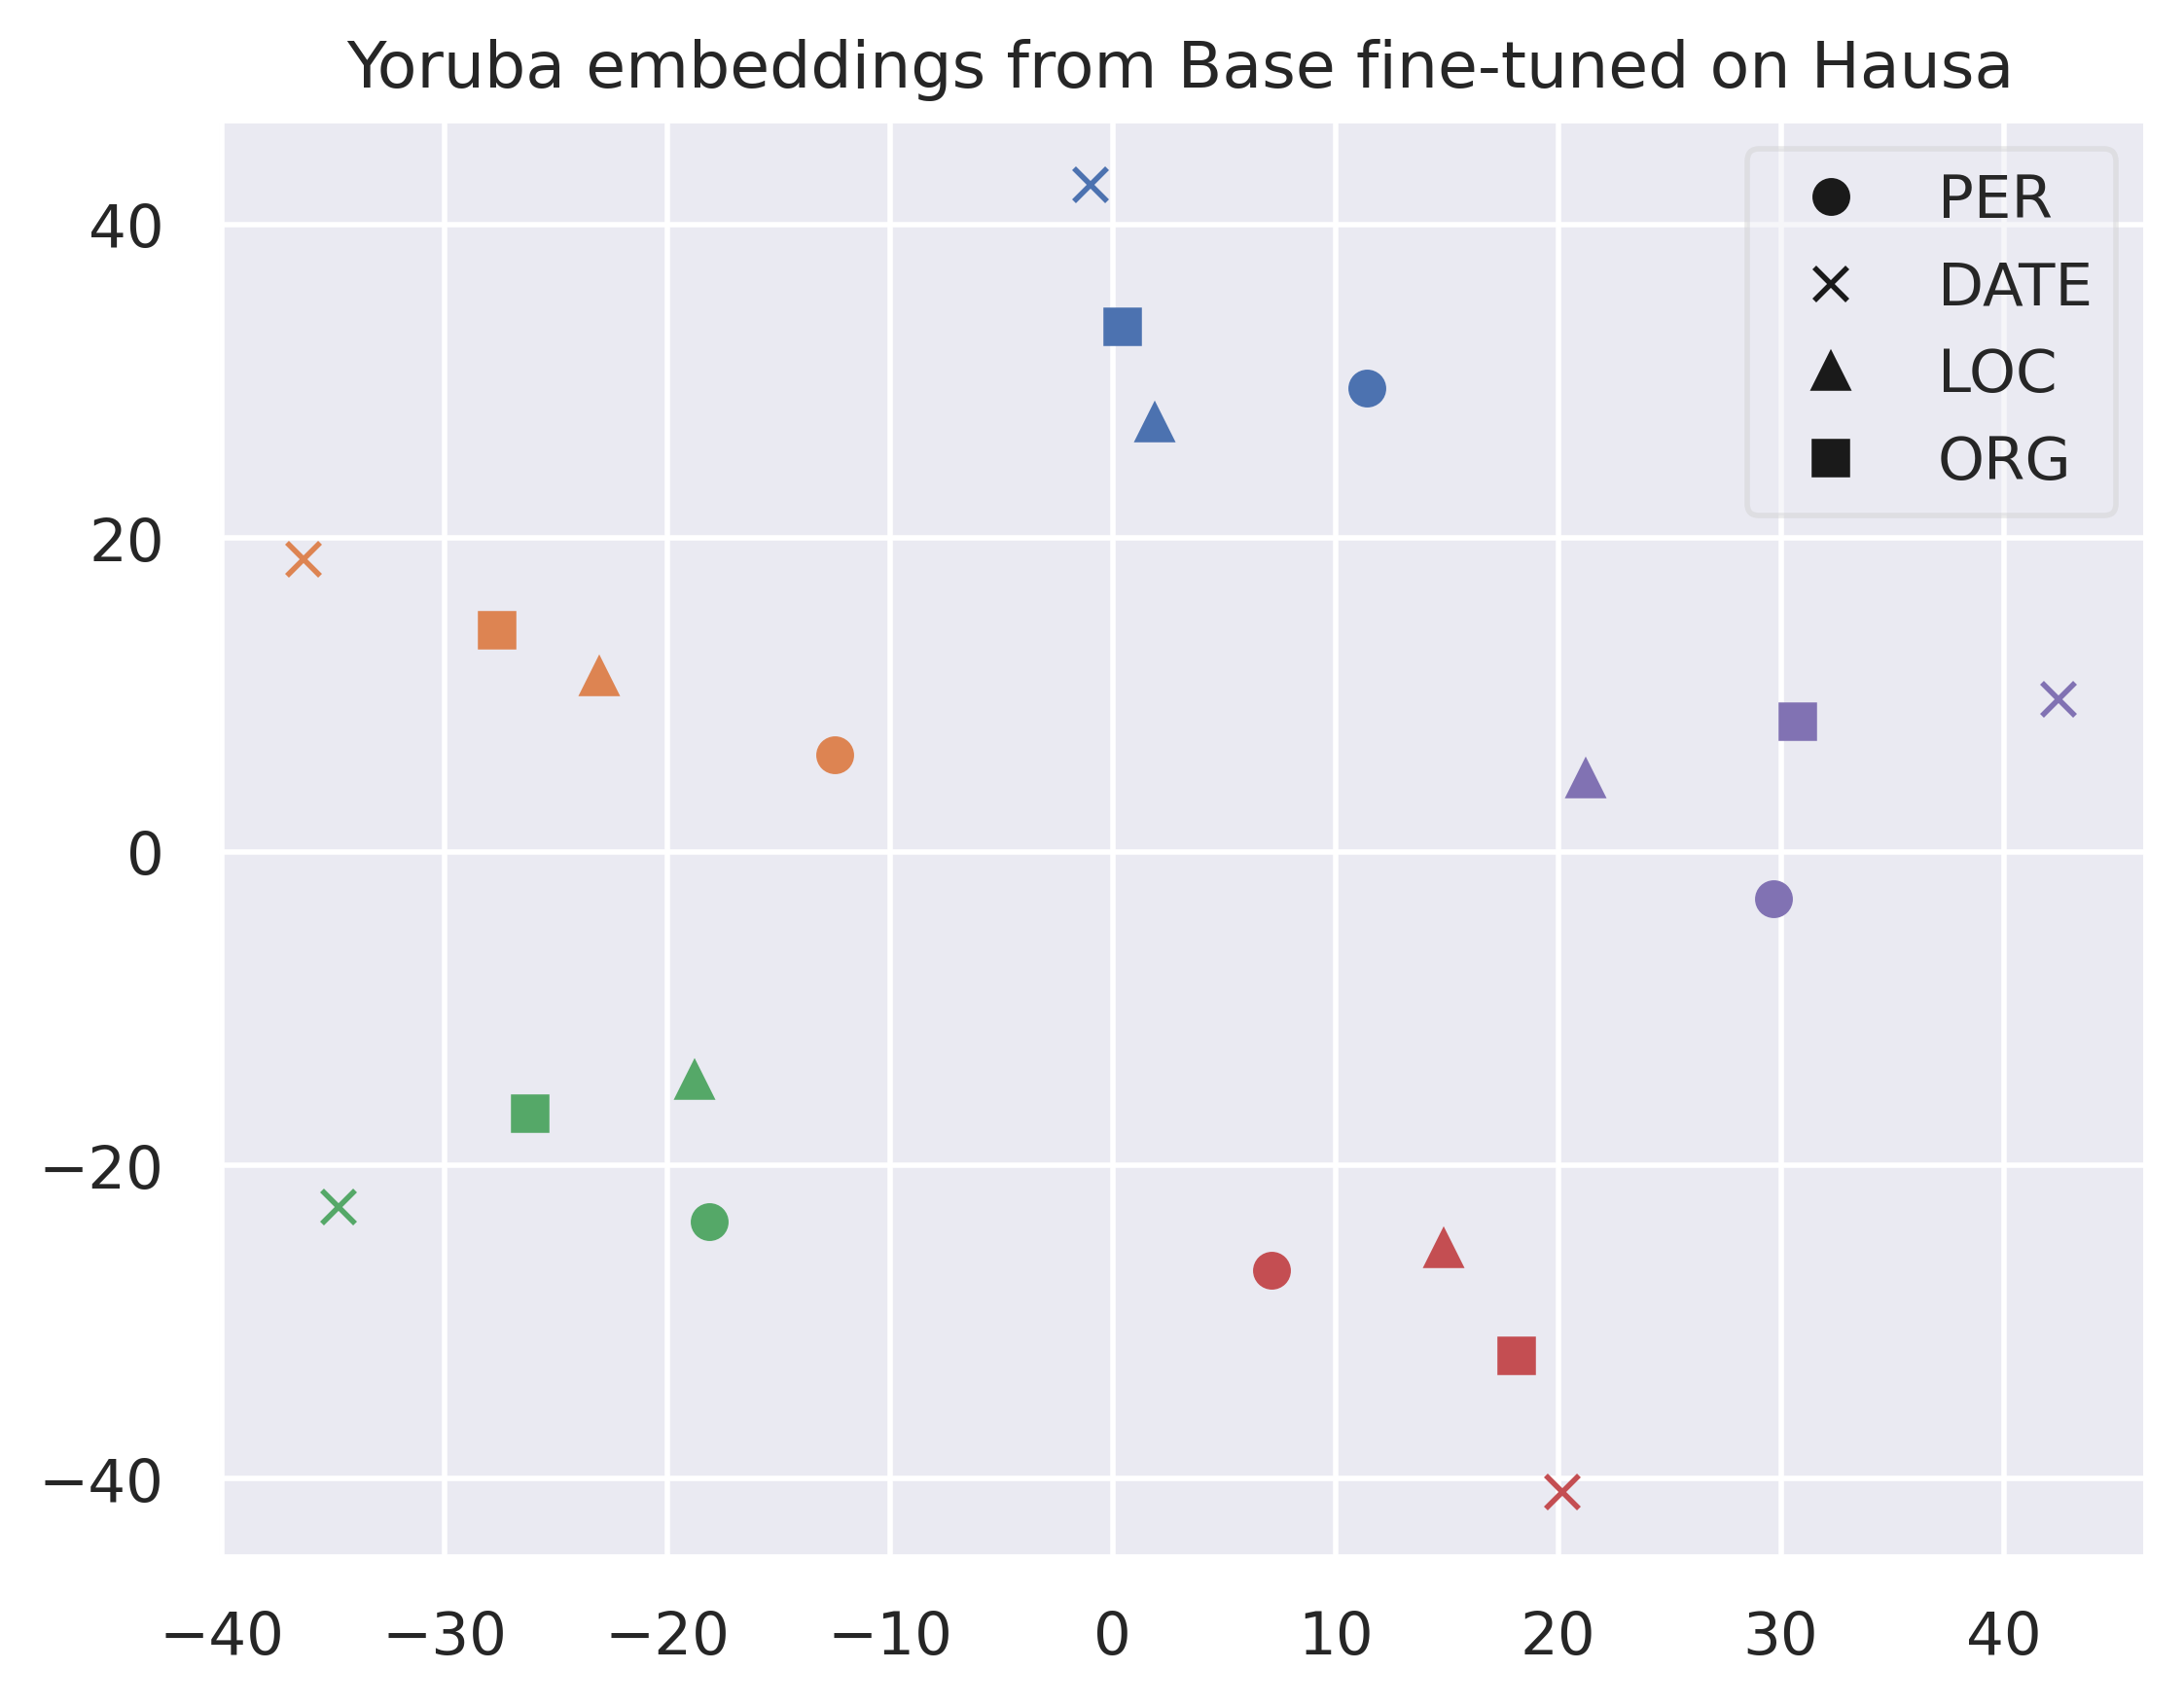 Yoruba embeddings from Base fine-tuned on Hausa
PER
DATE
LOC
ORG
40
20
0
−20
−40
−40 −30 −20 −10 0 10 20 30 40